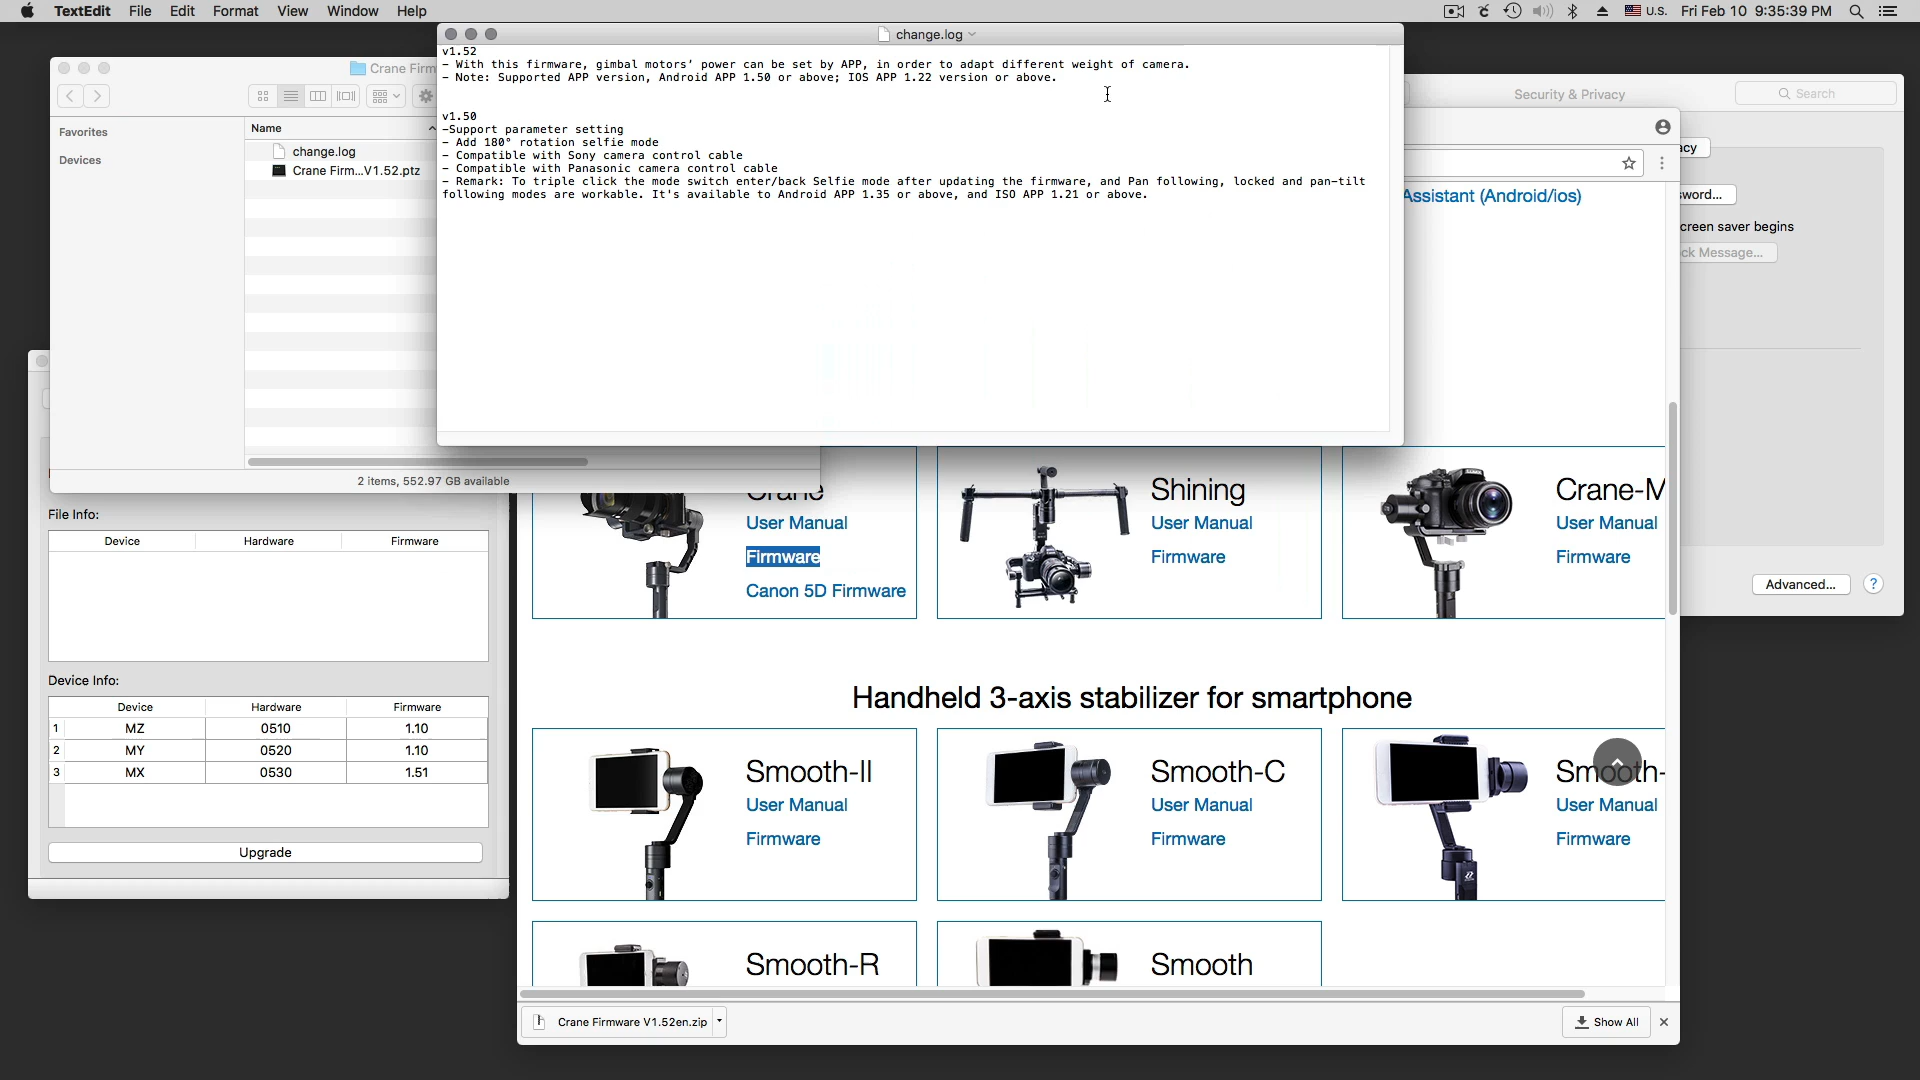 TextEdit File Edit Format View Window Help
U.S. Fri Feb 10 9:35:39 PM
change.log
v1.52
- With this firmware, gimbal motors' power can be set by APP, in order to adapt different weight of camera.
- Note: Supported APP version, Android APP 1.50 or above; IOS APP 1.22 version or above.
v1.50
-Support parameter setting
- Add 180° rotation selfie mode
- Compatible with Sony camera control cable
- Compatible with Panasonic camera control cable
- Remark: To triple click the mode switch enter/back Selfie mode after updating the firmware, and Pan following, locked and pan-tilt
following modes are workable. It's available to Android APP 1.35 or above, and ISO APP 1.21 or above.
Crane Firm
Favorites
Devices
Name
change.log
Crane Firm...V1.52.ptz
2 items, 552.97 GB available
Security & Privacy
Search
acy
sword...
creen saver begins
ck Message...
Advanced...
?
Assistant (Android/ios)
Crane
User Manual
Firmware
Canon 5D Firmware
Shining
User Manual
Firmware
Crane-M
User Manual
Firmware
Handheld 3-axis stabilizer for smartphone
Smooth-II
User Manual
Firmware
Smooth-C
User Manual
Firmware
Smooth-
User Manual
Firmware
Smooth-R
Smooth
Crane Firmware V1.52en.zip
Show All
File Info:
Device Hardware Firmware
Device Info:
Device Hardware Firmware
1 MZ 0510 1.10
2 MY 0520 1.10
3 MX 0530 1.51
Upgrade